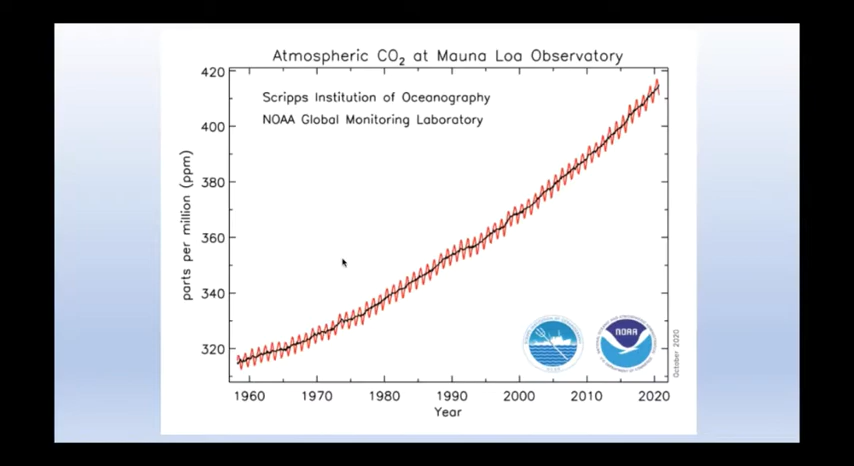 Atmospheric CO2 at Mauna Loa Observatory
Scripps Institution of Oceanography
NOAA Global Monitoring Laboratory
parts per million (ppm)
420
400
380
360
340
320
1960 1970 1980 1990 2000 2010 2020
Year
NOAA
October 2020